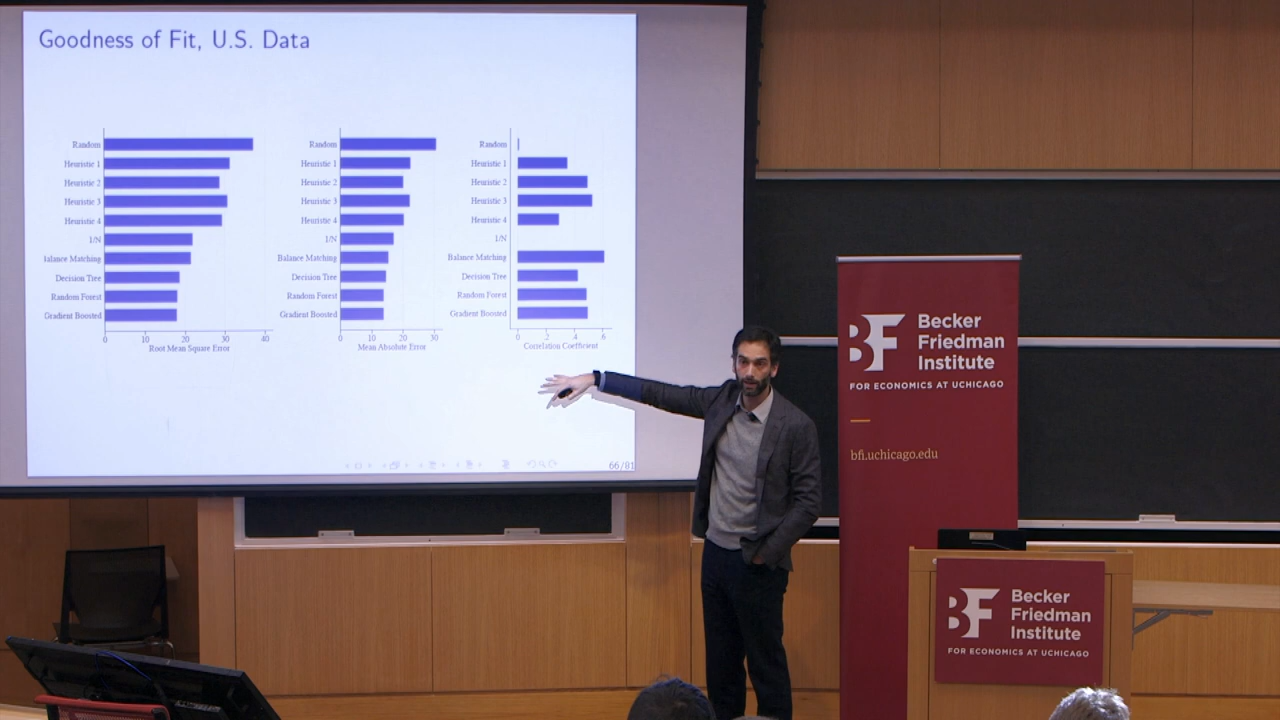 Goodness of Fit, U.S. Data
Random
Heuristic 1
Heuristic 2
Heuristic 3
Heuristic 4
1/N
Balance Matching
Decision Tree
Random Forest
Gradient Boosted
0 10 20 30 40
Root Mean Square Error
Random
Heuristic 1
Heuristic 2
Heuristic 3
Heuristic 4
1/N
Balance Matching
Decision Tree
Random Forest
Gradient Boosted
0 10 20 30
Mean Absolute Error
Random
Heuristic 1
Heuristic 2
Heuristic 3
Heuristic 4
1/N
Balance Matching
Decision Tree
Random Forest
Gradient Boosted
0 .2 .4 .6
Correlation Coefficient
66/81
BF
Becker
Friedman
Institute
FOR ECONOMICS AT UCHICAGO
bfi.uchicago.edu
BF
Becker
Friedman
Institute
FOR ECONOMICS AT UCHICAGO